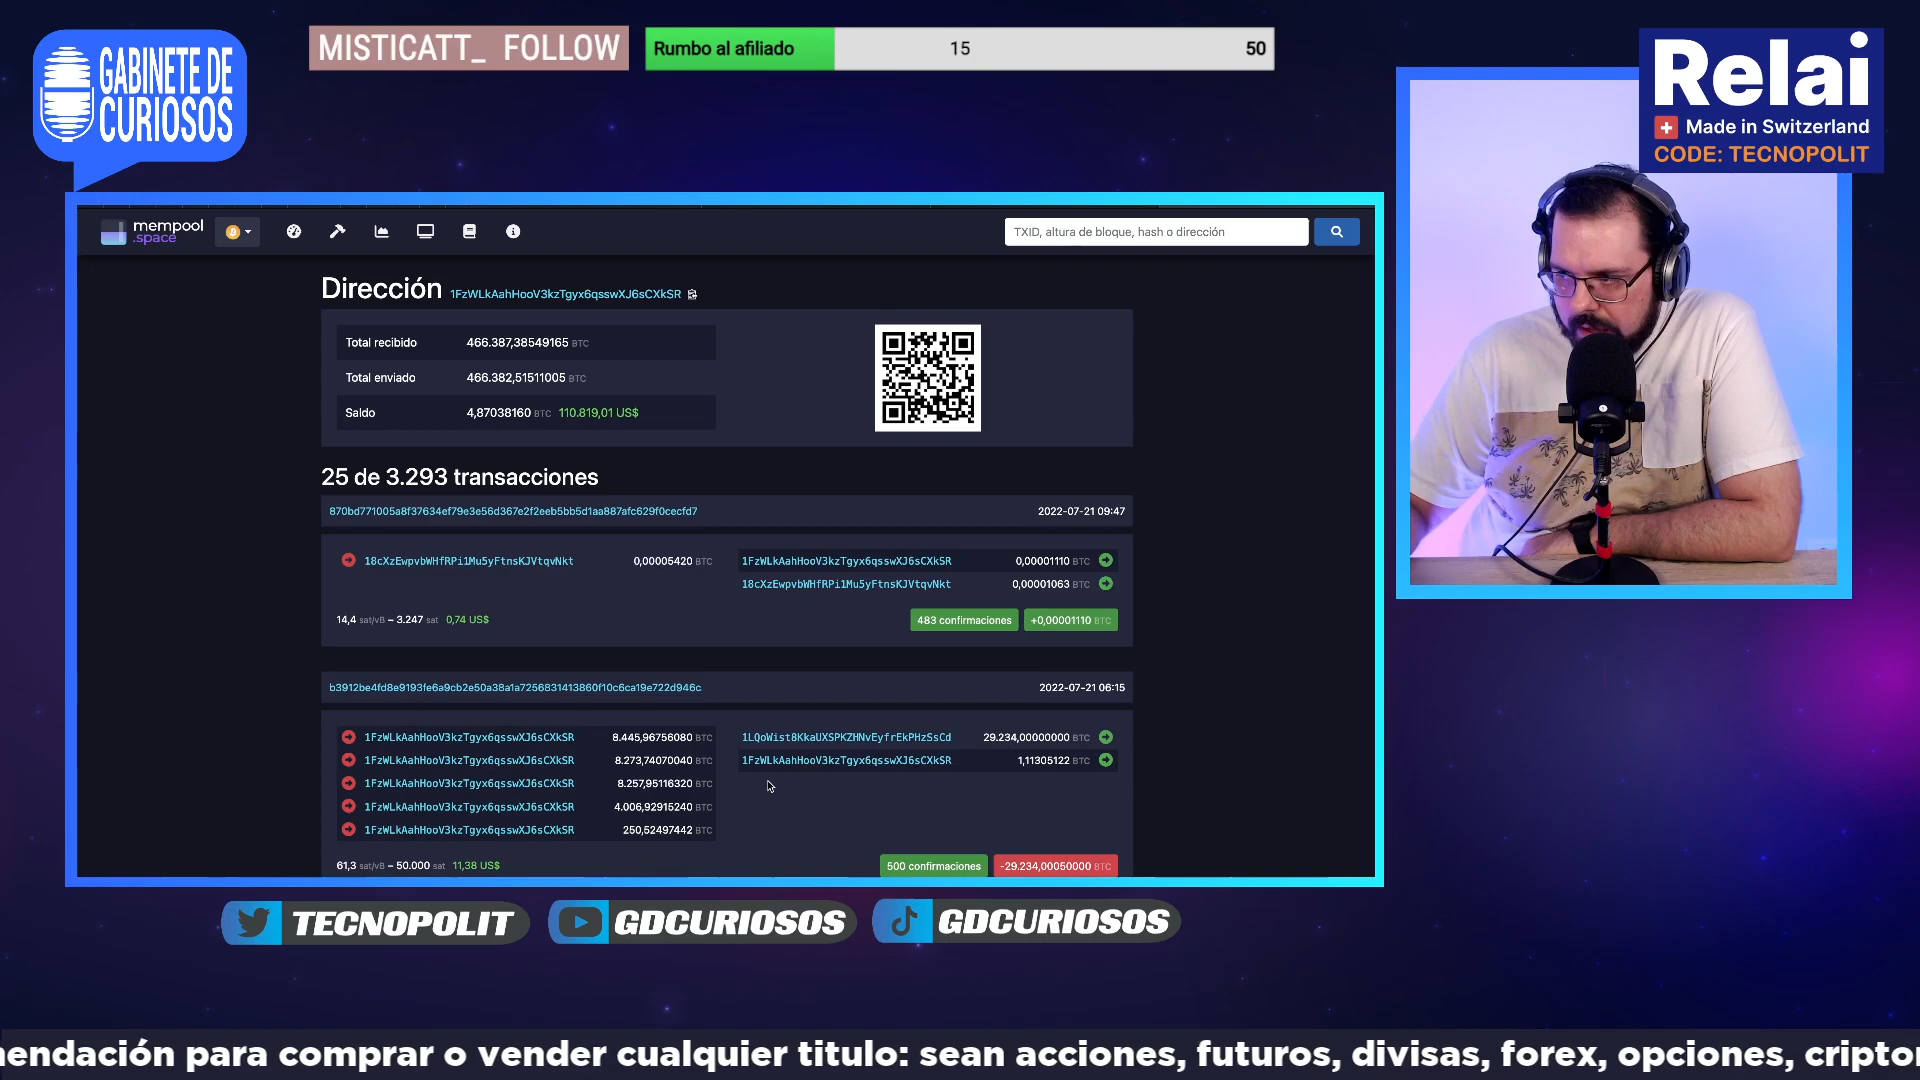 GABINETE DE
CURIOSOS
MISTICATT_ FOLLOW
Rumbo al afiliado 15 50
Relai
Made in Switzerland
CODE: TECNOPOLIT
mempool
.space
TXID, altura de bloque, hash o dirección
Dirección 1FzWLkAahHooV3kzTgyx6qsswXJ6sCXkSR
Total recibido 466.387,38549165 BTC
Total enviado 466.382,51511005 BTC
Saldo 4,87038160 BTC 110.819,01 US$
25 de 3.293 transacciones
870bd771005a8f37634ef79e3e56d367e2f2eeb5bb5d1aa887afc629f0cecfd7 2022-07-21 09:47
18cXzEwpvbWHfRPi1Mu5yFtnsKJVtqvNkt 0,00005420 BTC 1FzWLkAahHooV3kzTgyx6qsswXJ6sCXkSR 0,00001110 BTC
18cXzEwpvbWHfRPi1Mu5yFtnsKJVtqvNkt 0,00001063 BTC
14,4 sat/vB – 3.247 sat 0,74 US$ 483 confirmaciones +0,00001110 BTC
b3912be4fd8e9193fe6a9cb2e50a38a1a7256831413860f10c6ca19e722d946c 2022-07-21 06:15
1FzWLkAahHooV3kzTgyx6qsswXJ6sCXkSR 8.445,96756080 BTC 1LQoWist8KkaUXSPKZHNvEyfrEkPHzSsCd 29.234,00000000 BTC
1FzWLkAahHooV3kzTgyx6qsswXJ6sCXkSR 8.273,74070040 BTC 1FzWLkAahHooV3kzTgyx6qsswXJ6sCXkSR 1,11305122 BTC
1FzWLkAahHooV3kzTgyx6qsswXJ6sCXkSR 8.257,95116320 BTC
1FzWLkAahHooV3kzTgyx6qsswXJ6sCXkSR 4.006,92915240 BTC
1FzWLkAahHooV3kzTgyx6qsswXJ6sCXkSR 250,52497442 BTC
61,3 sat/vB – 50.000 sat 11,38 US$ 500 confirmaciones -29.234,00050000 BTC
TECNOPOLIT GDCURIOSOS GDCURIOSOS
nendación para comprar o vender cualquier titulo: sean acciones, futuros, divisas, forex, opciones, criptor